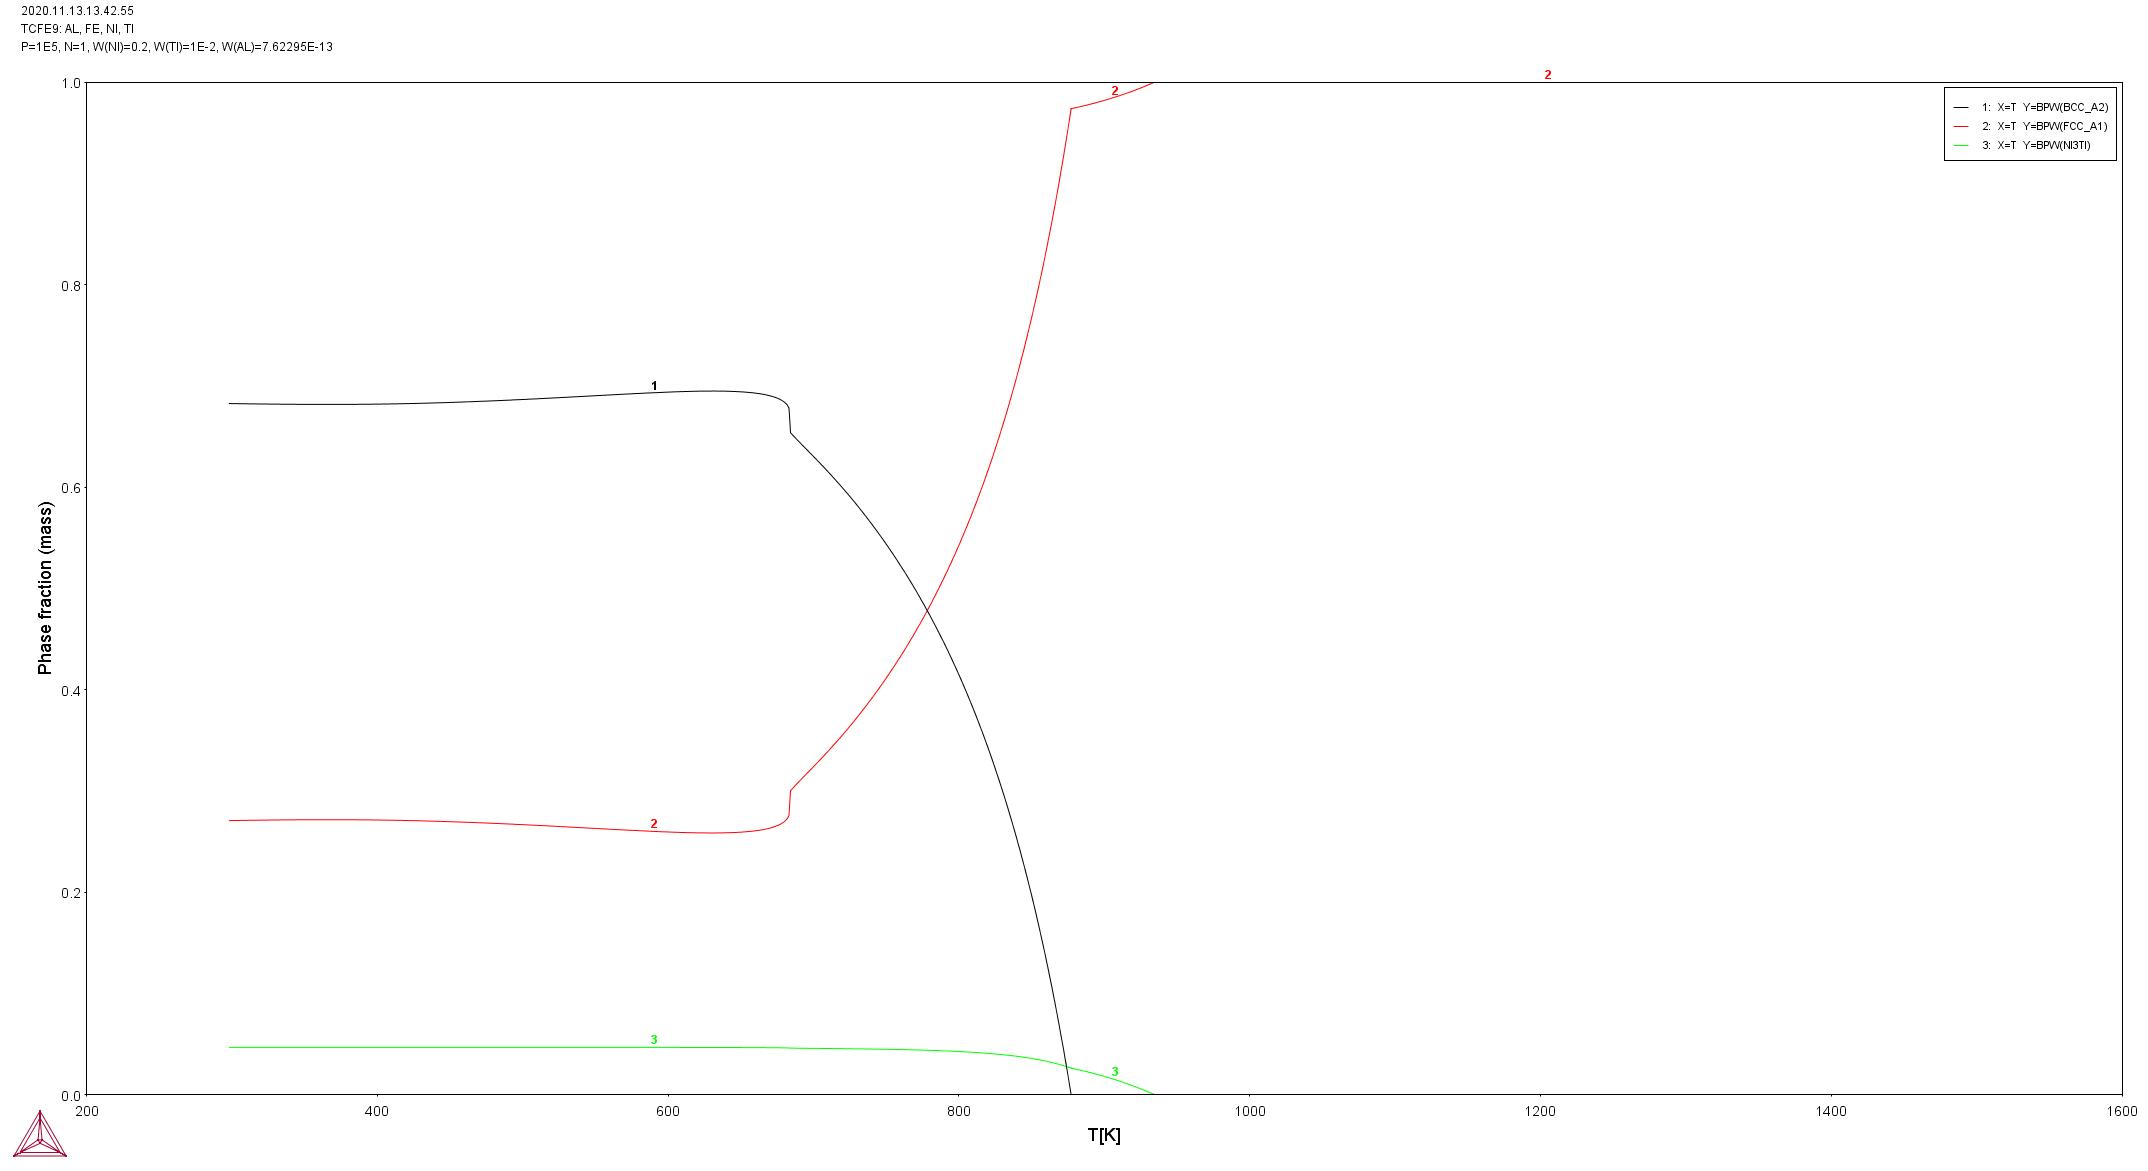 2020.11.13.13.42.55
TCFE9: AL, FE, NI, TI
P=1E5, N=1, W(NI)=0.2, W(TI)=1E-2, W(AL)=7.62295E-13
2
1.0
2
1: X=T Y=BPW(BCC_A2)
2: X=T Y=BPW(FCC_A1)
3: X=T Y=BPW(NI3TI)
0.8
1
0.6
Phase fraction (mass)
0.4
2
0.2
3
3
0.0
200 400 600 800 1000 1200 1400 1600
T[K]